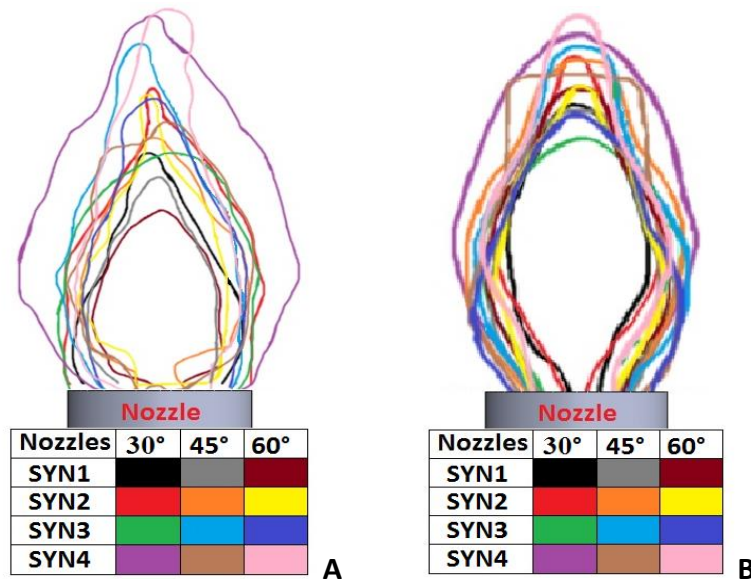 Nozzle
Nozzles 30° 45° 60°
SYN1
SYN2
SYN3
SYN4
A
Nozzle
Nozzles 30° 45° 60°
SYN1
SYN2
SYN3
SYN4
B